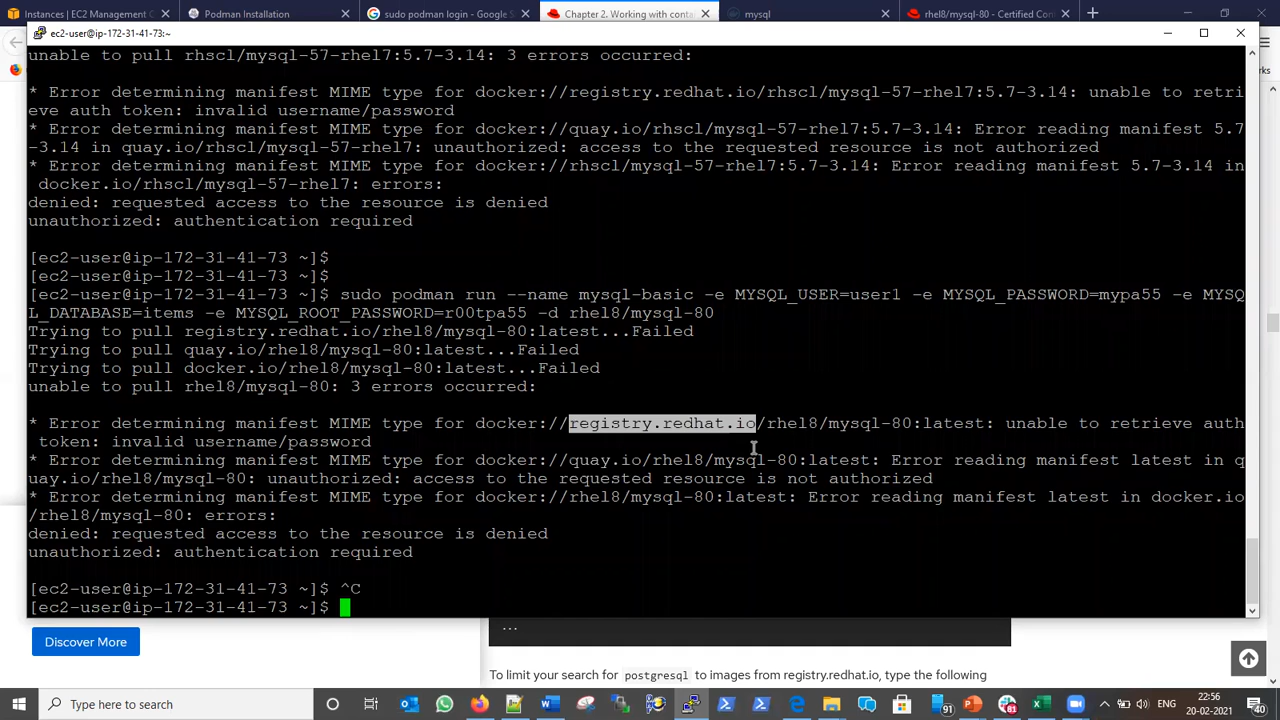 Instances | EC2 Management C
Podman Installation
sudo podman login - Google S
Chapter 2. Working with conta
mysql
rhel8/mysql-80 - Certified Con
ec2-user@ip-172-31-41-73:~
unable to pull rhscl/mysql-57-rhel7:5.7-3.14: 3 errors occurred:
* Error determining manifest MIME type for docker://registry.redhat.io/rhscl/mysql-57-rhel7:5.7-3.14: unable to retri
eve auth token: invalid username/password
* Error determining manifest MIME type for docker://quay.io/rhscl/mysql-57-rhel7:5.7-3.14: Error reading manifest 5.7
-3.14 in quay.io/rhscl/mysql-57-rhel7: unauthorized: access to the requested resource is not authorized
* Error determining manifest MIME type for docker://rhscl/mysql-57-rhel7:5.7-3.14: Error reading manifest 5.7-3.14 in
docker.io/rhscl/mysql-57-rhel7: errors:
denied: requested access to the resource is denied
unauthorized: authentication required
[ec2-user@ip-172-31-41-73 ~]$
[ec2-user@ip-172-31-41-73 ~]$
[ec2-user@ip-172-31-41-73 ~]$ sudo podman run --name mysql-basic -e MYSQL_USER=user1 -e MYSQL_PASSWORD=mypa55 -e MYSQ
L_DATABASE=items -e MYSQL_ROOT_PASSWORD=r00tpa55 -d rhel8/mysql-80
Trying to pull registry.redhat.io/rhel8/mysql-80:latest...Failed
Trying to pull quay.io/rhel8/mysql-80:latest...Failed
Trying to pull docker.io/rhel8/mysql-80:latest...Failed
unable to pull rhel8/mysql-80: 3 errors occurred:
* Error determining manifest MIME type for docker://registry.redhat.io/rhel8/mysql-80:latest: unable to retrieve auth
token: invalid username/password
* Error determining manifest MIME type for docker://quay.io/rhel8/mysql-80:latest: Error reading manifest latest in q
uay.io/rhel8/mysql-80: unauthorized: access to the requested resource is not authorized
* Error determining manifest MIME type for docker://rhel8/mysql-80:latest: Error reading manifest latest in docker.io
/rhel8/mysql-80: errors:
denied: requested access to the resource is denied
unauthorized: authentication required
[ec2-user@ip-172-31-41-73 ~]$ ^C
[ec2-user@ip-172-31-41-73 ~]$
rks
Discover More
...
To limit your search for postgresql to images from registry.redhat.io, type the following
Type here to search
22:56
20-02-2021